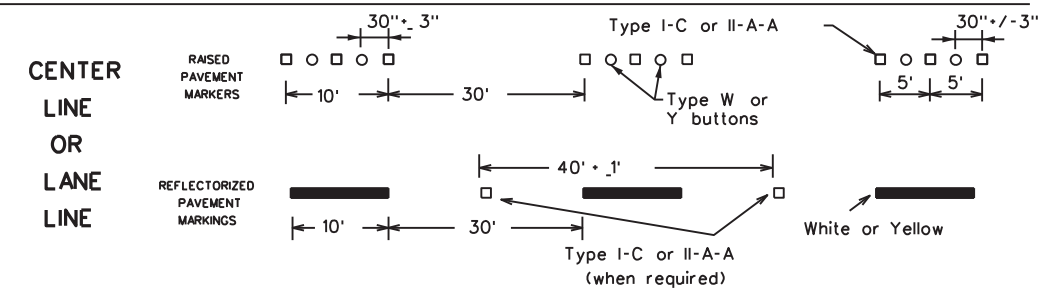 CENTER
LINE
OR
LANE
LINE
RAISED
PAVEMENT
MARKERS
30"+_ 3"
Type I-C or II-A-A
30"+/-3"
10'
30'
Type W or
Y buttons
5'
5'
REFLECTORIZED
PAVEMENT
MARKINGS
40' +_ 1'
10'
30'
Type I-C or II-A-A
(when required)
White or Yellow